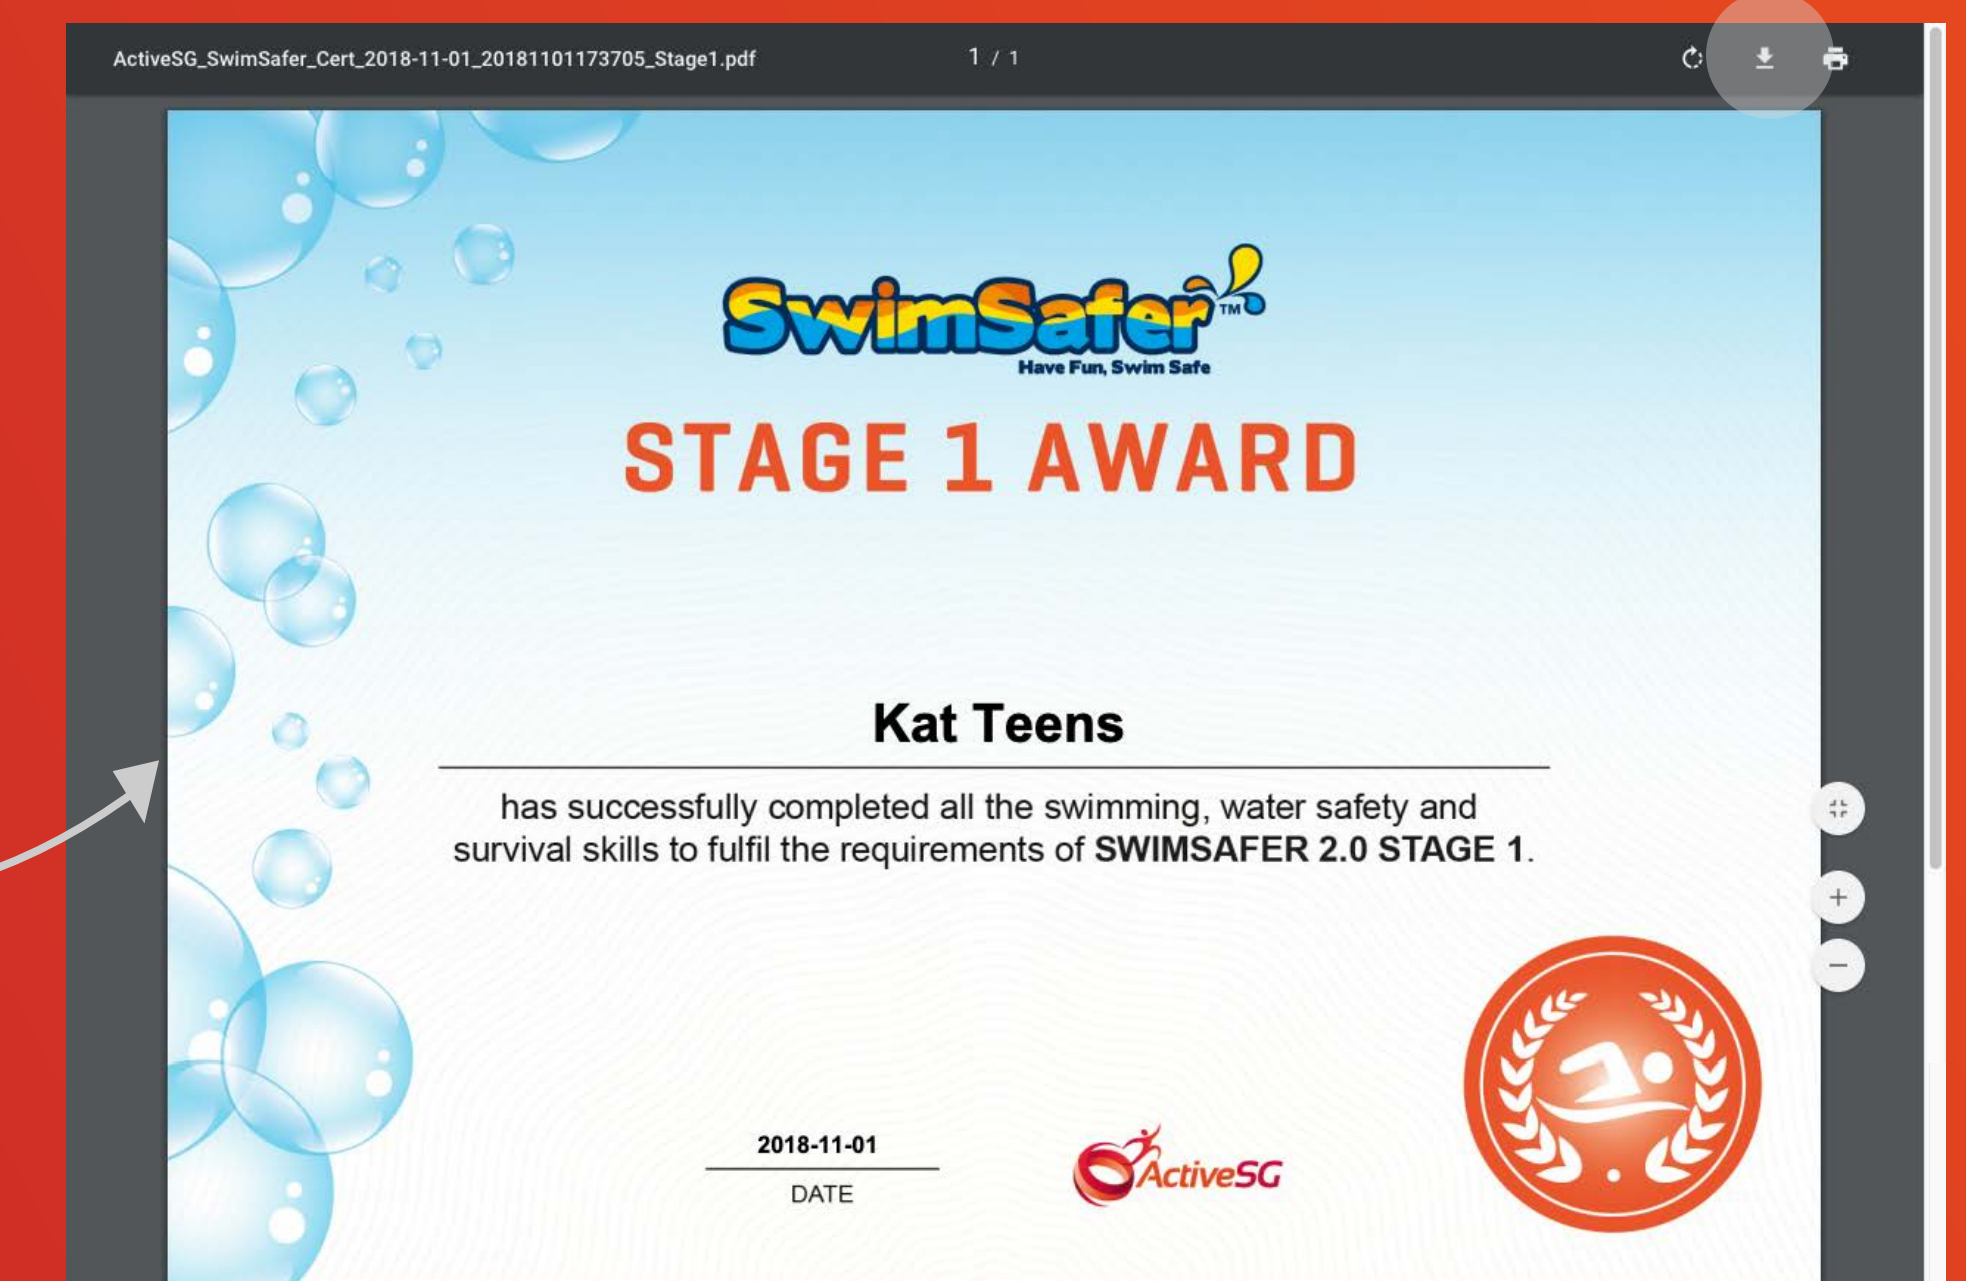 ActiveSG_SwimSafer_Cert_2018-11-01_20181101173705_Stage1.pdf
1 / 1
SwimSafer™
Have Fun, Swim Safe
STAGE 1 AWARD
Kat Teens
has successfully completed all the swimming, water safety and
survival skills to fulfil the requirements of SWIMSAFER 2.0 STAGE 1.
2018-11-01
DATE
ActiveSG